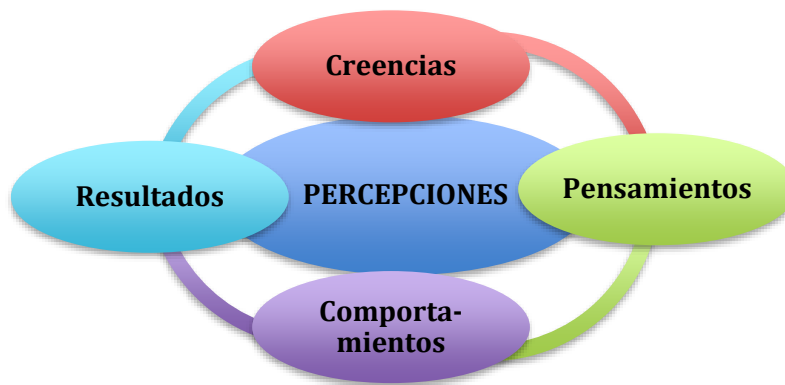 Creencias
Resultados
PERCEPCIONES
Pensamientos
Comporta-
mientos